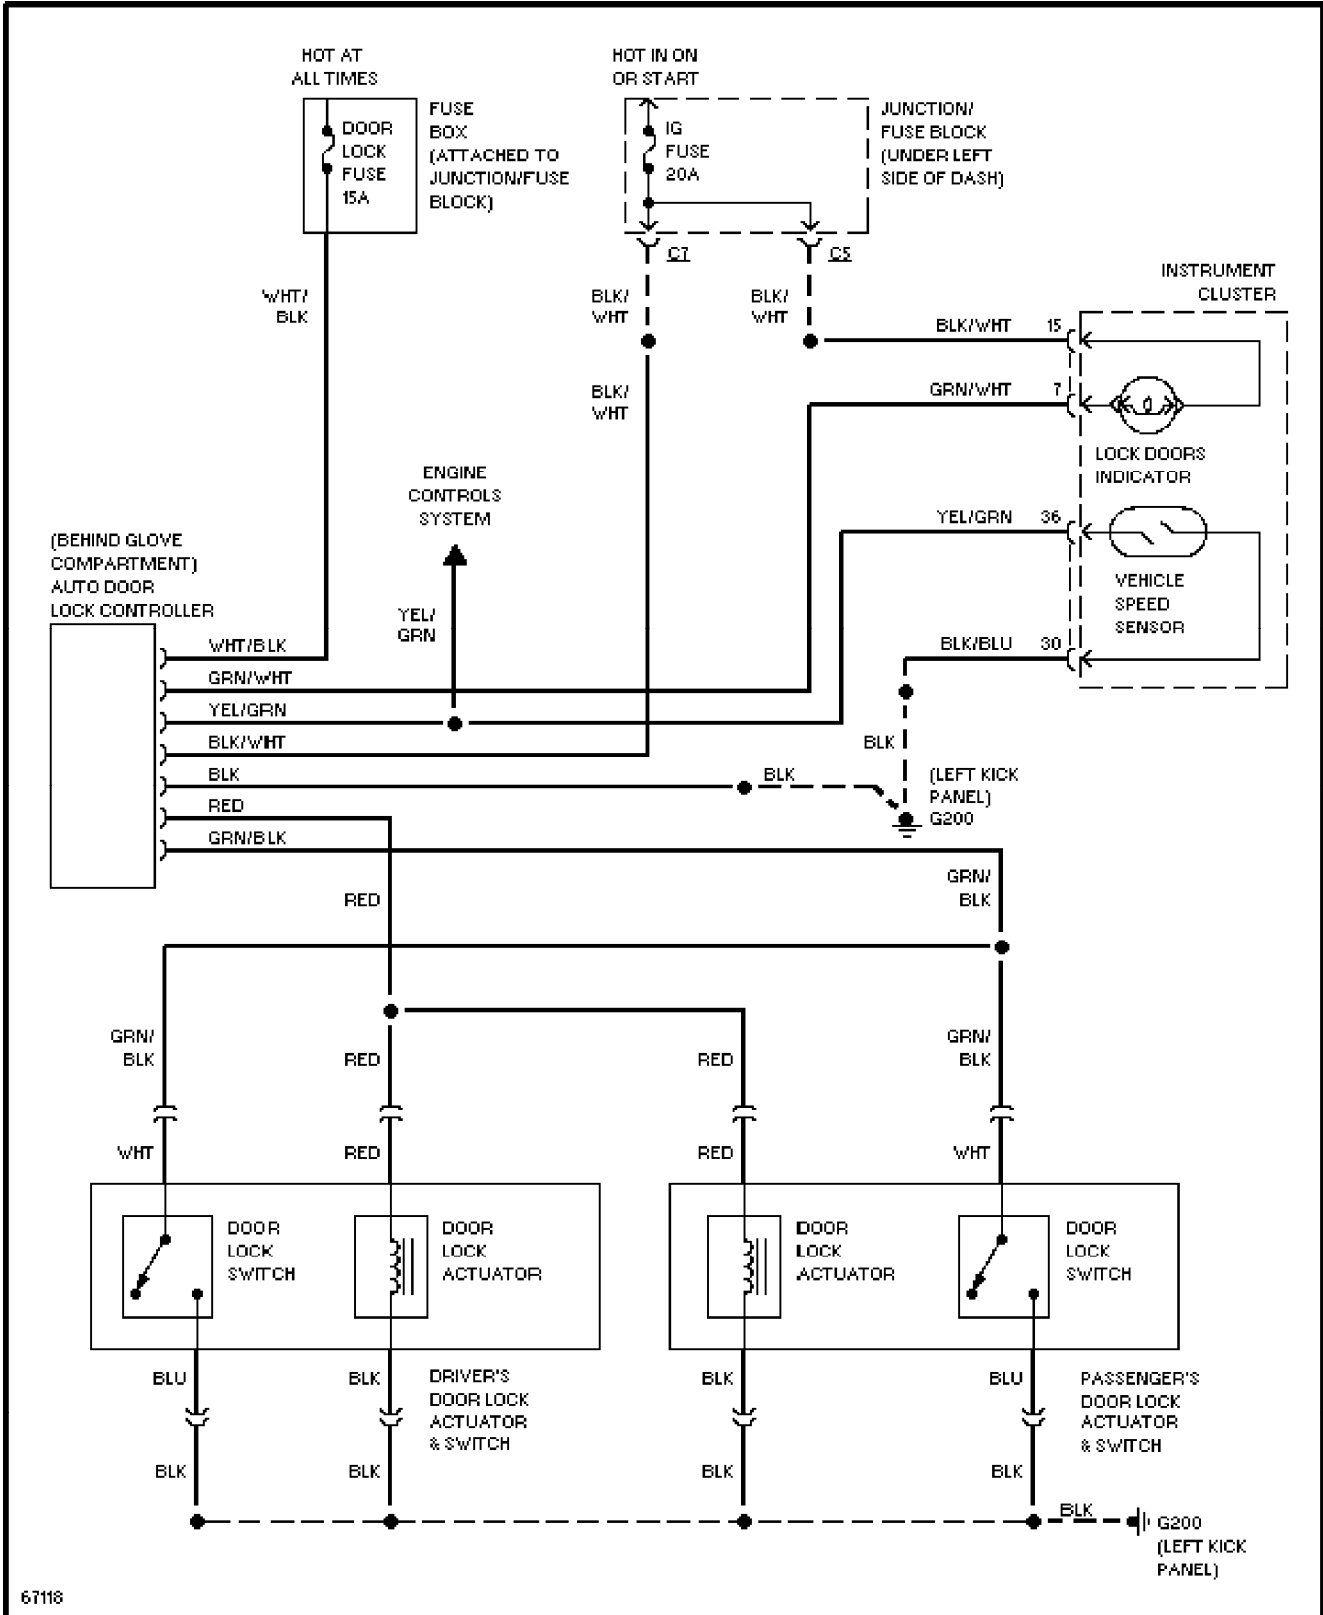 HOT AT
ALL TIMES
DOOR
LOCK
FUSE
15A
FUSE
BOX
(ATTACHED TO
JUNCTION/FUSE
BLOCK)
HOT IN ON
OR START
IG
FUSE
20A
JUNCTION/
FUSE BLOCK
(UNDER LEFT
SIDE OF DASH)
C7
C5
WHT/
BLK
BLK/
WHT
BLK/
WHT
BLK/
WHT
INSTRUMENT
CLUSTER
BLK/WHT 15
GRN/WHT 7
LOCK DOORS
INDICATOR
YEL/GRN 36
VEHICLE
SPEED
SENSOR
BLK/BLU 30
ENGINE
CONTROLS
SYSTEM
YEL/
GRN
(BEHIND GLOVE
COMPARTMENT)
AUTO DOOR
LOCK CONTROLLER
WHT/BLK
GRN/WHT
YEL/GRN
BLK/WHT
BLK
RED
GRN/BLK
BLK
BLK
(LEFT KICK
PANEL)
G200
RED
GRN/
BLK
GRN/
BLK
RED
RED
GRN/
BLK
WHT
RED
RED
WHT
DOOR
LOCK
SWITCH
DOOR
LOCK
ACTUATOR
DOOR
LOCK
ACTUATOR
DOOR
LOCK
SWITCH
BLU
BLK
DRIVER'S
DOOR LOCK
ACTUATOR
& SWITCH
BLK
BLU
PASSENGER'S
DOOR LOCK
ACTUATOR
& SWITCH
BLK
BLK
BLK
BLK
BLK
G200
(LEFT KICK
PANEL)
67118